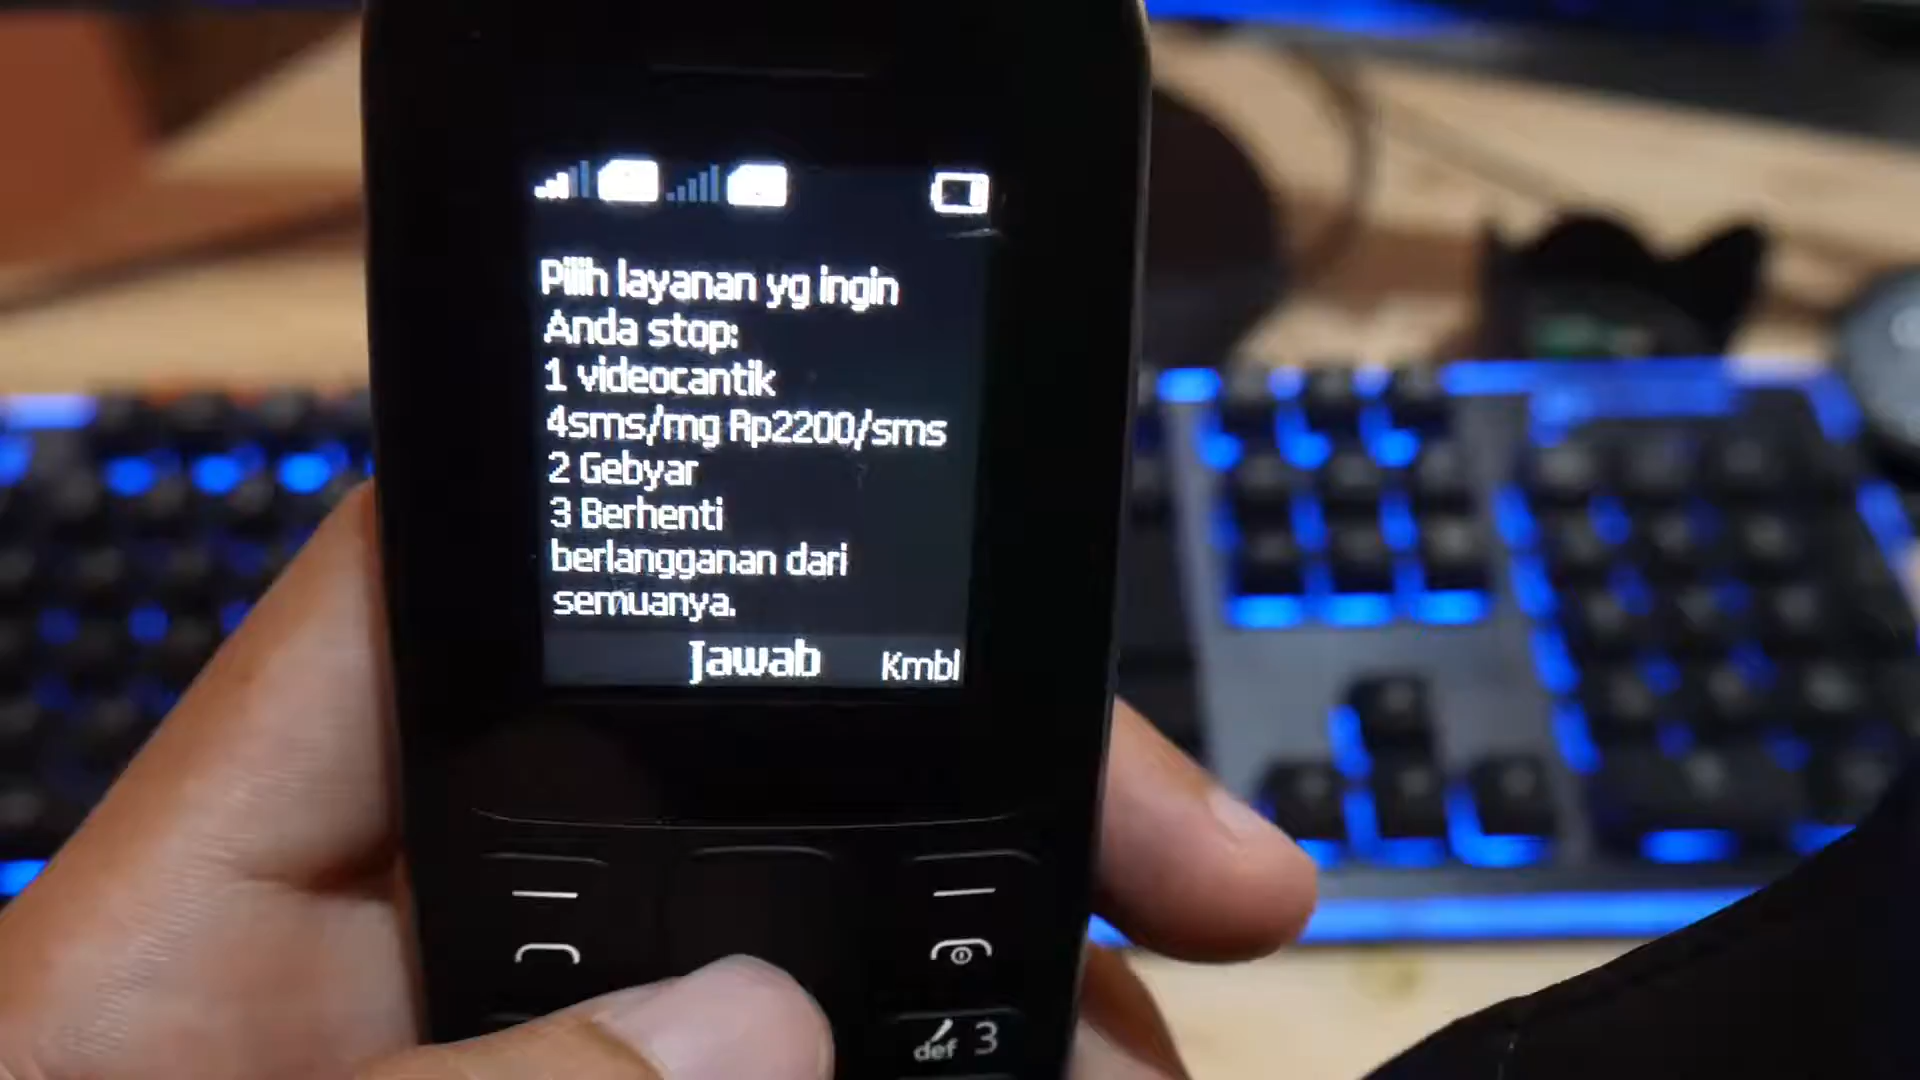 Pilih layanan yg ingin
Anda stop:
1 videocantik
4sms/mg Rp2200/sms
2 Gebyar
3 Berhenti
berlangganan dari
semuanya.
Jawab Kmbl
def 3